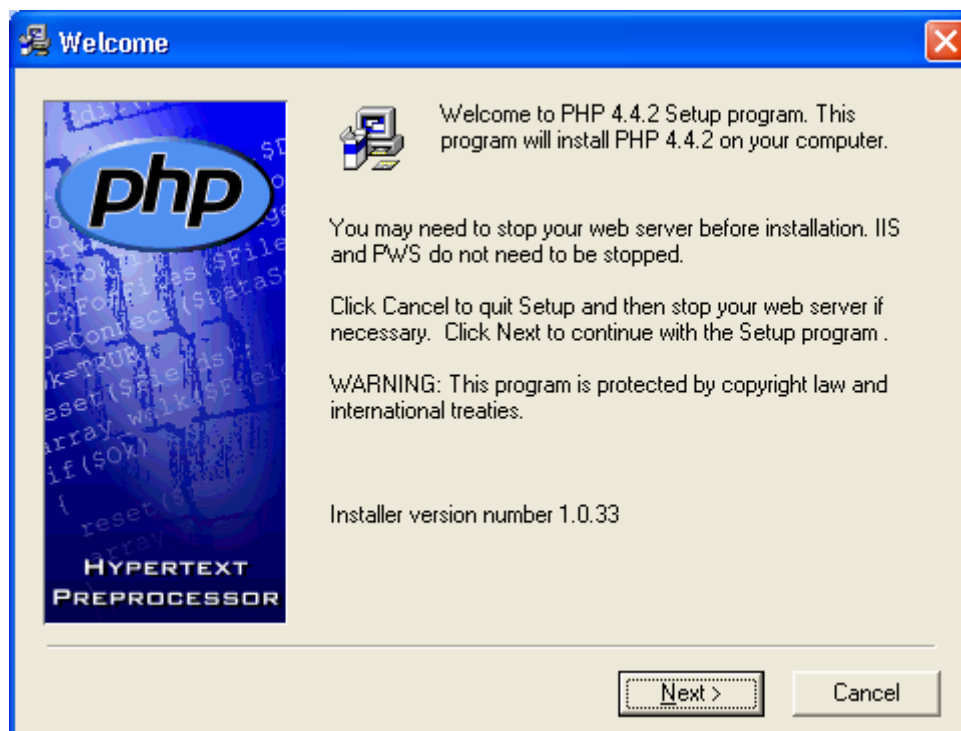 Welcome
php
HYPERTEXT
PREPROCESSOR
Welcome to PHP 4.4.2 Setup program. This
program will install PHP 4.4.2 on your computer.
You may need to stop your web server before installation. IIS
and PWS do not need to be stopped.
Click Cancel to quit Setup and then stop your web server if
necessary.  Click Next to continue with the Setup program .
WARNING: This program is protected by copyright law and
international treaties.
Installer version number 1.0.33
Next >
Cancel